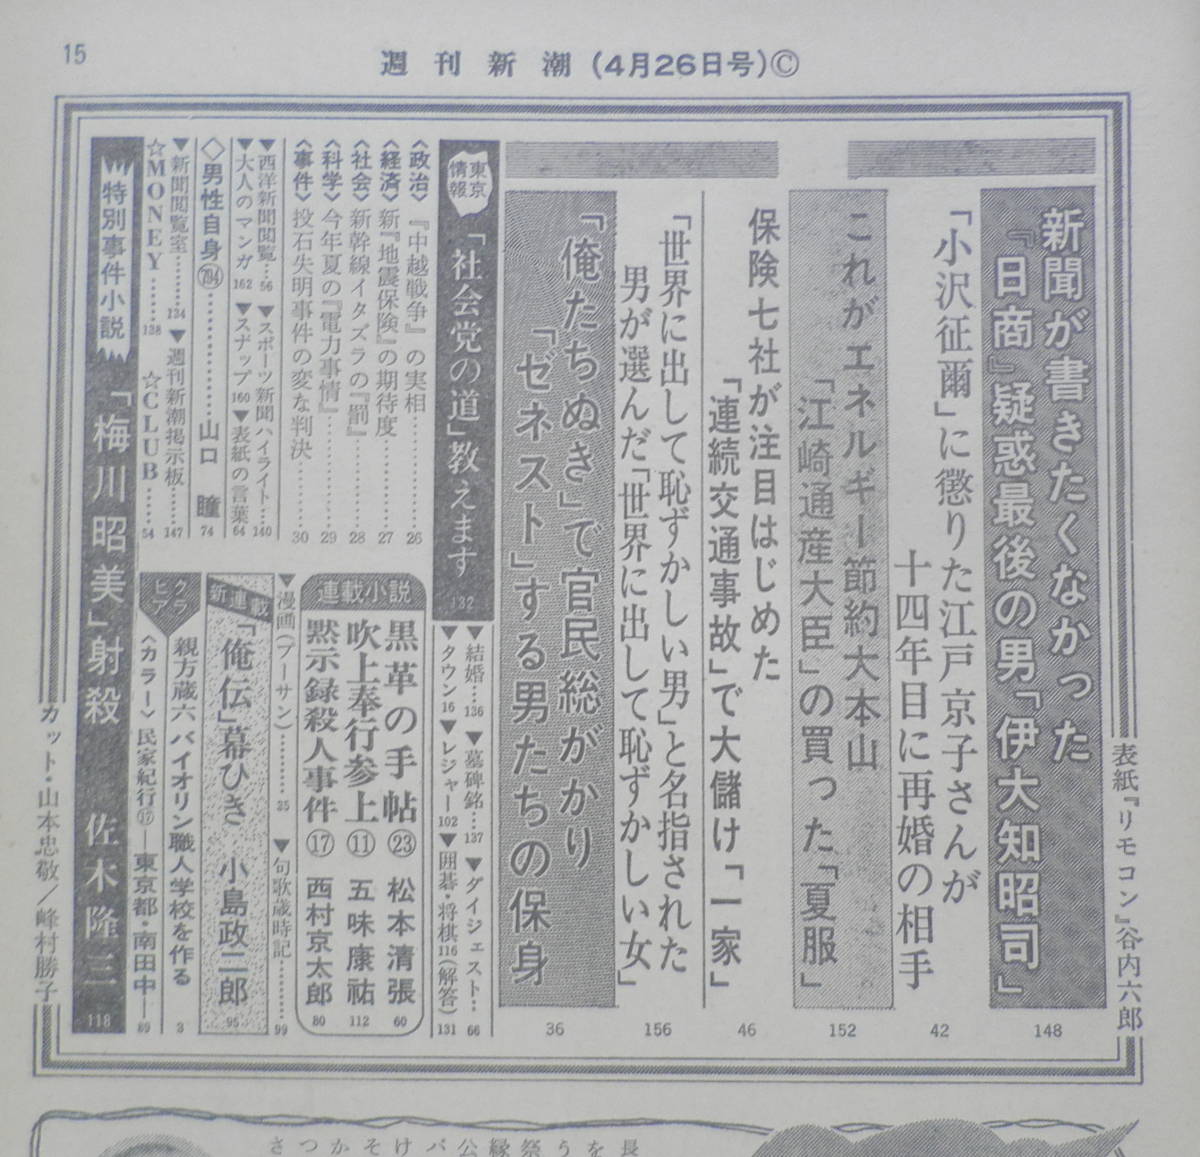 15
週刊新潮(4月26日号)©
表紙『リモコン』谷内六郎
新聞が書きたくなかった
『日商』疑惑最後の男「伊大知昭司」
148
「小沢征爾」に懲りた江戸京子さんが
十四年目に再婚の相手
42
これがエネルギー節約大本山
「江崎通産大臣」の買った「夏服」
152
保険七社が注目はじめた
「連続交通事故」で大儲け「一家」
46
「世界に出して恥ずかしい男」と名指された
男が選んだ「世界に出して恥ずかしい女」
156
「俺たちぬき」で官民総がかり
「ゼネスト」する男たちの保身
36
東京情報
「社会党の道」教えます 132
〈政治〉『中越戦争』の実相………26
〈経済〉新『地震保険』の期待度………27
〈社会〉新幹線イタズラの『罰』………28
〈科学〉今年夏の『電力事情』………29
〈事件〉投石失明事件の変な判決………30
▼西洋新聞閲覧…56 ▼スポーツ新聞ハイライト…140
▼大人のマンガ 162 ▼スナップ 160 ▼表紙の言葉 64
◇男性自身(794)………山口 瞳 74
▼新聞閲覧室………134 ▼週刊新潮掲示板………147
☆MONEY………138 ☆CLUB………54
▼結婚…136 ▼墓碑銘…137 ▼ダイジェスト…66
▼タウン 16 ▼レジャー 102 ▼囲碁・将棋 116(解答)131
連載小説
黒革の手帖㉓ 松本清張 60
吹上奉行参上⑪ 五味康祐 112
黙示録殺人事件⑰ 西村京太郎 80
▼漫画(プーサン)………35 ▼句歌歳時記………99
新連載
「俺伝」幕ひき 小島政二郎 95
グラビア
親方蔵六バイオリン職人学校を作る 3
〈カラー〉民家紀行⑰──東京都・南田中──89
特別事件小説
「梅川昭美」射殺 佐木隆三 118
カット・山本忠敬/峰村勝子
長をう祭縁公パけそかつさ